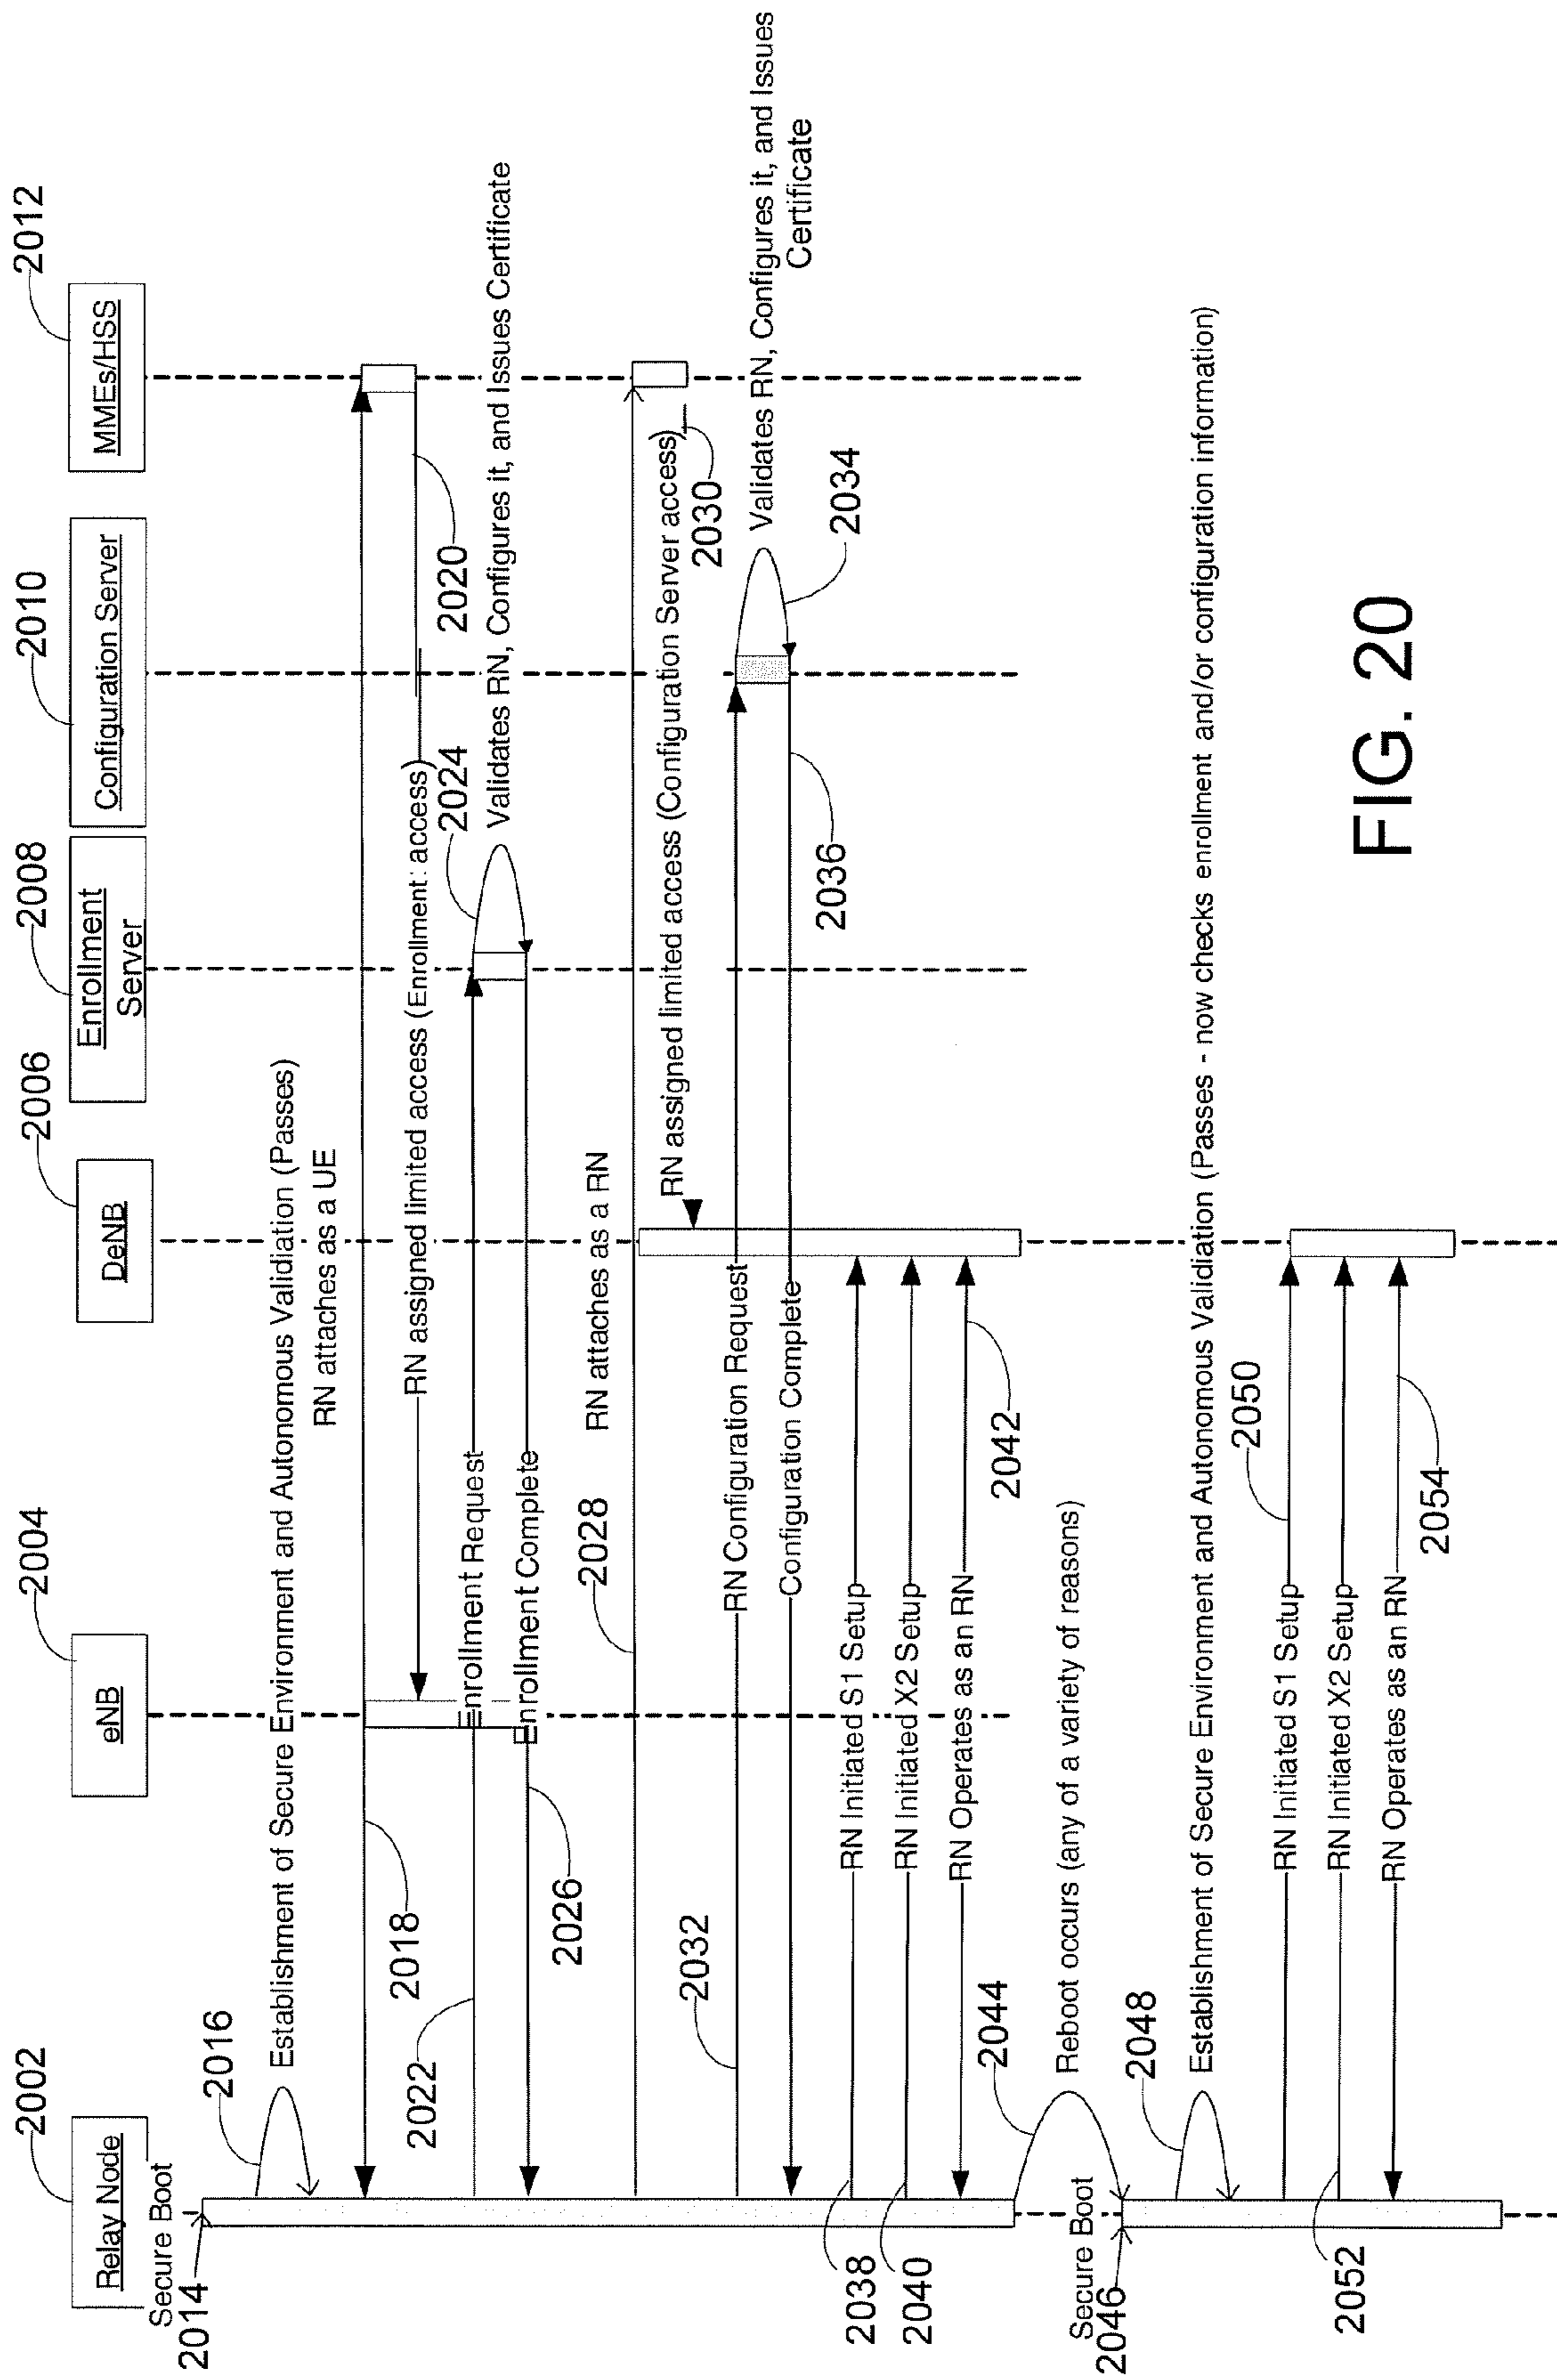 2002
2004
2006
2008
2010
2012
Relay Node
eNB
DeNB
Enrollment
Server
Configuration Server
MMEs/HSS
Secure Boot
2014
2016
Establishment of Secure Environment and Autonomous Validation (Passes)
RN attaches as a UE
2018
RN assigned limited access (Enrollment: access)
2020
2022
Enrollment Request
2024
Validates RN, Configures it, and Issues Certificate
Enrollment Complete
2026
2028
RN attaches as a RN
RN assigned limited access (Configuration Server access)
2030
2032
RN Configuration Request
Validates RN, Configures it, and Issues
Certificate
2034
Configuration Complete
2036
2038
RN Initiated S1 Setup
2040
RN Initiated X2 Setup
RN Operates as an RN
2042
2044
Reboot occurs (any of a variety of reasons)
Secure Boot
2046
2048
Establishment of Secure Environment and Autonomous Validiation (Passes - now checks enrollment and/or configuration information)
2050
RN Initiated S1 Setup
2052
RN Initiated X2 Setup
RN Operates as an RN
2054
FIG. 20